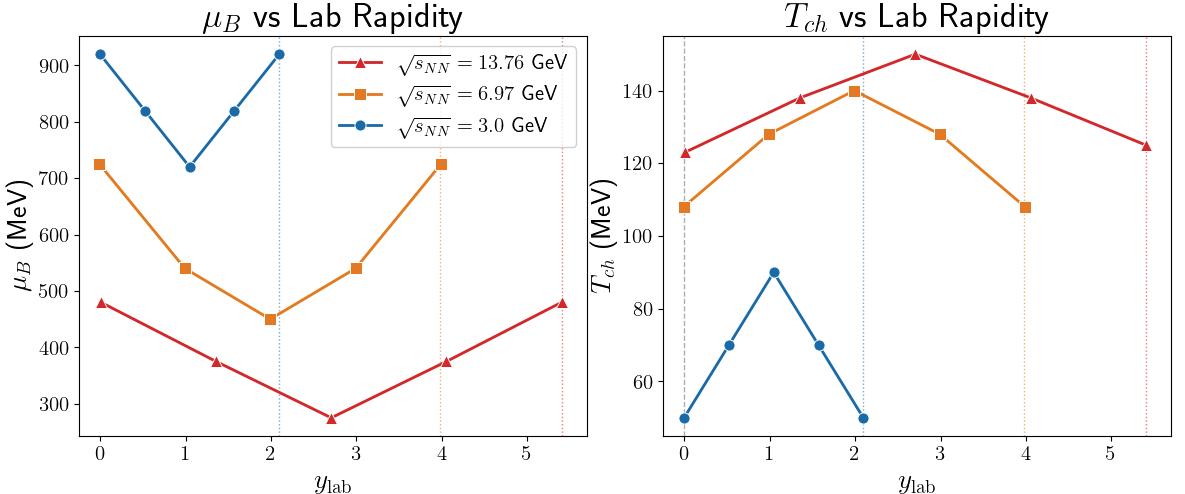 μ_B vs Lab Rapidity
μ_B (MeV)
900
800
700
600
500
400
300
√s_NN = 13.76 GeV
√s_NN = 6.97 GeV
√s_NN = 3.0 GeV
0 1 2 3 4 5
y_lab
T_ch vs Lab Rapidity
T_ch (MeV)
140
120
100
80
60
0 1 2 3 4 5
y_lab